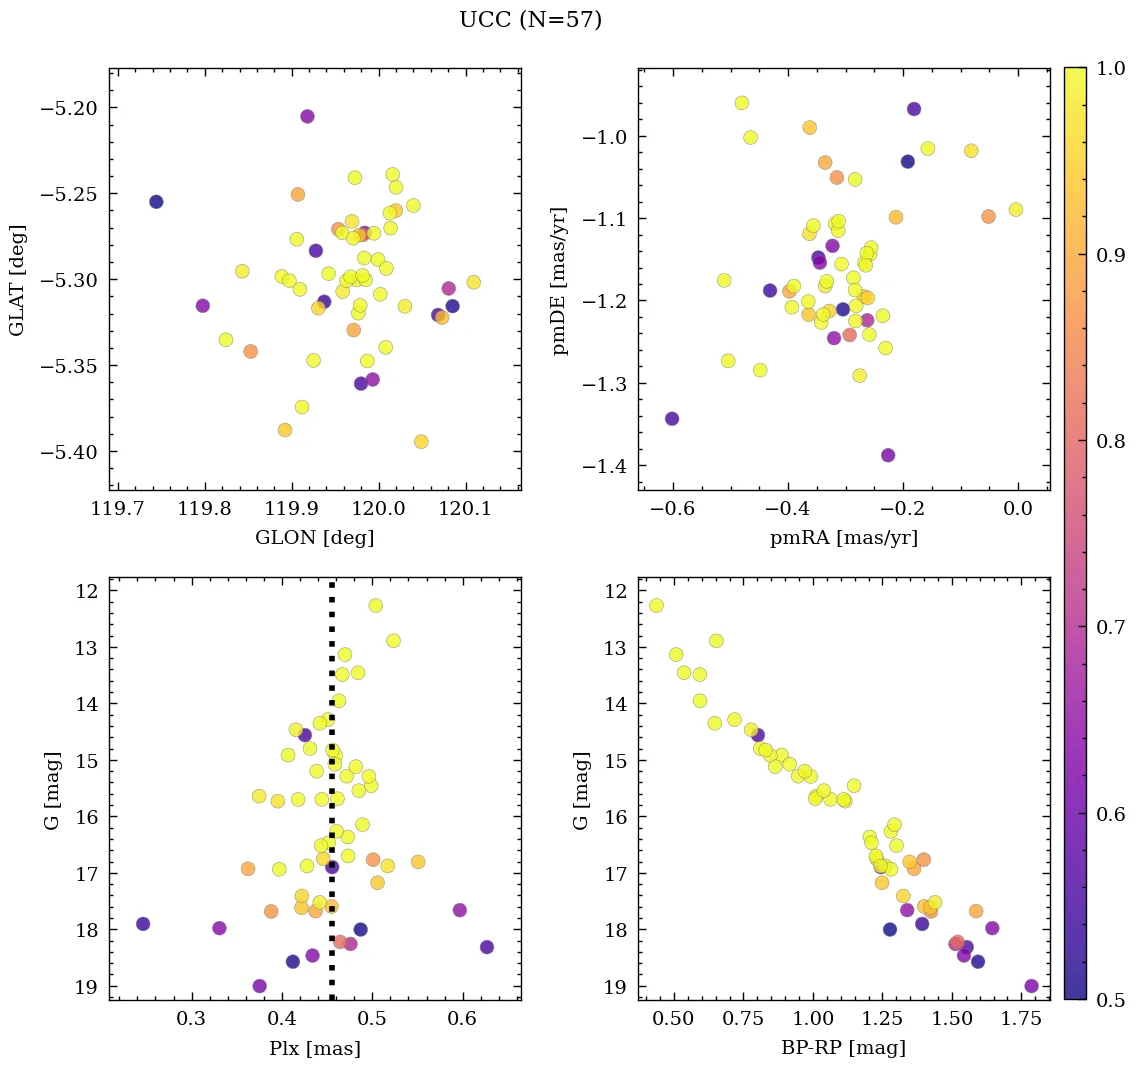 UCC (N=57)
−5.20
−5.25
−5.30
−5.35
−5.40
GLAT [deg]
119.7 119.8 119.9 120.0 120.1
GLON [deg]
−1.0
−1.1
−1.2
−1.3
−1.4
pmDE [mas/yr]
−0.6 −0.4 −0.2 0.0
pmRA [mas/yr]
12
13
14
15
16
17
18
19
G [mag]
0.3 0.4 0.5 0.6
Plx [mas]
12
13
14
15
16
17
18
19
G [mag]
0.50 0.75 1.00 1.25 1.50 1.75
BP-RP [mag]
1.0
0.9
0.8
0.7
0.6
0.5